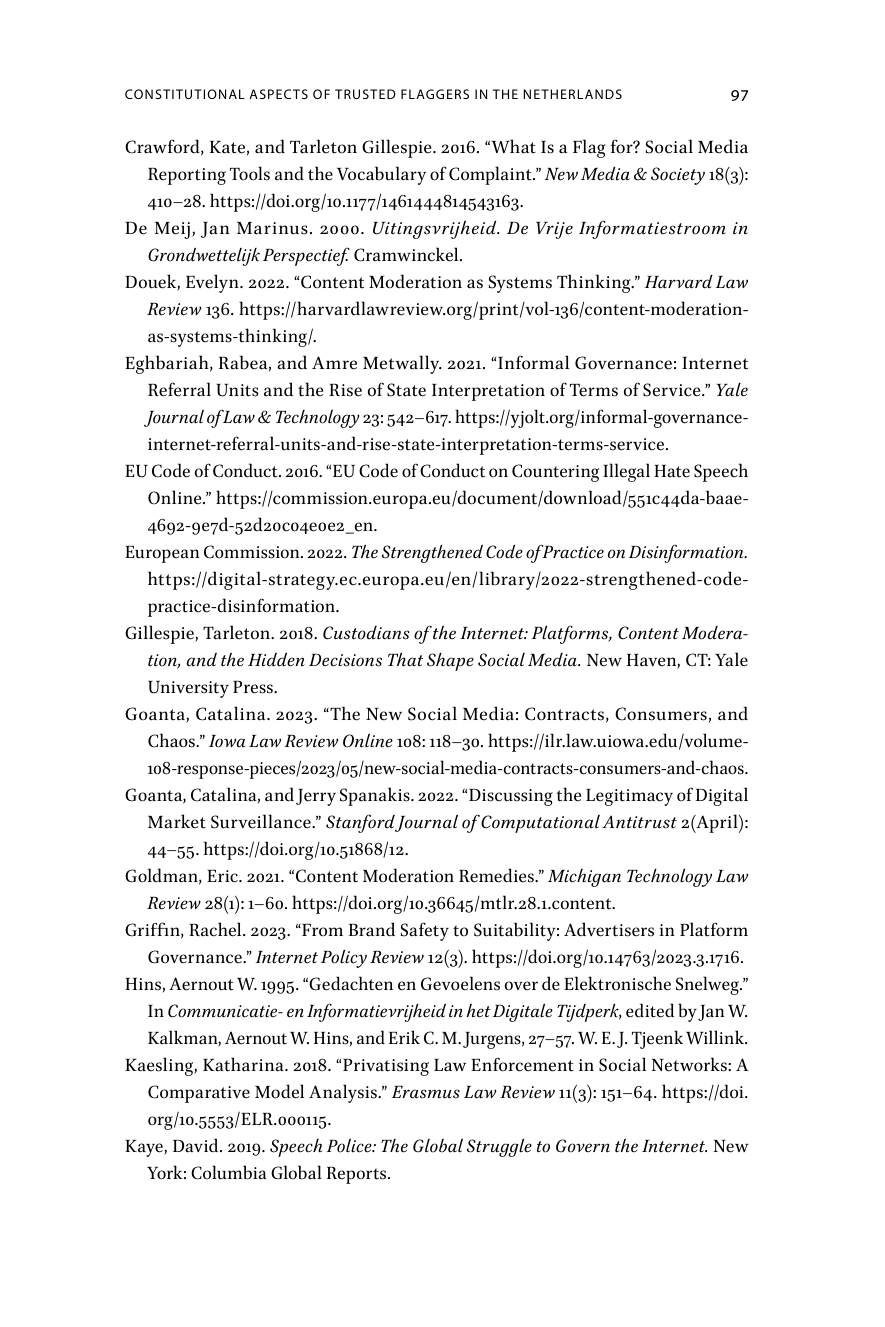 CONSTITUTIONAL ASPECTS OF TRUSTED FLAGGERS IN THE NETHERLANDS 97
Crawford, Kate, and Tarleton Gillespie. 2016. “What Is a Flag for? Social Media
Reporting Tools and the Vocabulary of Complaint.” New Media & Society 18(3):
410–28. https://doi.org/10.1177/1461444814543163.
De Meij, Jan Marinus. 2000. Uitingsvrijheid. De Vrije Informatiestroom in
Grondwettelijk Perspectief. Cramwinckel.
Douek, Evelyn. 2022. “Content Moderation as Systems Thinking.” Harvard Law
Review 136. https://harvardlawreview.org/print/vol-136/content-moderation-
as-systems-thinking/.
Eghbariah, Rabea, and Amre Metwally. 2021. “Informal Governance: Internet
Referral Units and the Rise of State Interpretation of Terms of Service.” Yale
Journal of Law & Technology 23: 542–617. https://yjolt.org/informal-governance-
internet-referral-units-and-rise-state-interpretation-terms-service.
EU Code of Conduct. 2016. “EU Code of Conduct on Countering Illegal Hate Speech
Online.” https://commission.europa.eu/document/download/551c44da-baae-
4692-9e7d-52d20c04e0e2_en.
European Commission. 2022. The Strengthened Code of Practice on Disinformation.
https://digital-strategy.ec.europa.eu/en/library/2022-strengthened-code-
practice-disinformation.
Gillespie, Tarleton. 2018. Custodians of the Internet: Platforms, Content Modera-
tion, and the Hidden Decisions That Shape Social Media. New Haven, CT: Yale
University Press.
Goanta, Catalina. 2023. “The New Social Media: Contracts, Consumers, and
Chaos.” Iowa Law Review Online 108: 118–30. https://ilr.law.uiowa.edu/volume-
108-response-pieces/2023/05/new-social-media-contracts-consumers-and-chaos.
Goanta, Catalina, and Jerry Spanakis. 2022. “Discussing the Legitimacy of Digital
Market Surveillance.” Stanford Journal of Computational Antitrust 2(April):
44–55. https://doi.org/10.51868/12.
Goldman, Eric. 2021. “Content Moderation Remedies.” Michigan Technology Law
Review 28(1): 1–60. https://doi.org/10.36645/mtlr.28.1.content.
Griffin, Rachel. 2023. “From Brand Safety to Suitability: Advertisers in Platform
Governance.” Internet Policy Review 12(3). https://doi.org/10.14763/2023.3.1716.
Hins, Aernout W. 1995. “Gedachten en Gevoelens over de Elektronische Snelweg.”
In Communicatie- en Informatievrijheid in het Digitale Tijdperk, edited by Jan W.
Kalkman, Aernout W. Hins, and Erik C. M. Jurgens, 27–57. W. E. J. Tjeenk Willink.
Kaesling, Katharina. 2018. “Privatising Law Enforcement in Social Networks: A
Comparative Model Analysis.” Erasmus Law Review 11(3): 151–64. https://doi.
org/10.5553/ELR.000115.
Kaye, David. 2019. Speech Police: The Global Struggle to Govern the Internet. New
York: Columbia Global Reports.